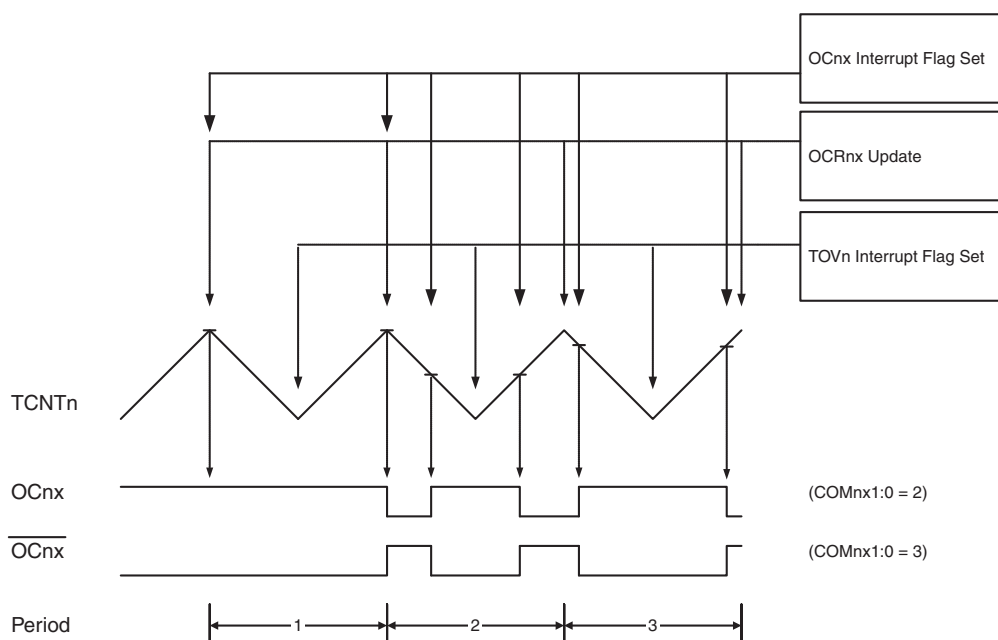 OCnx Interrupt Flag Set
OCRnx Update
TOVn Interrupt Flag Set
TCNTn
OCnx
(COMnx1:0 = 2)
OCnx
(COMnx1:0 = 3)
Period
1
2
3